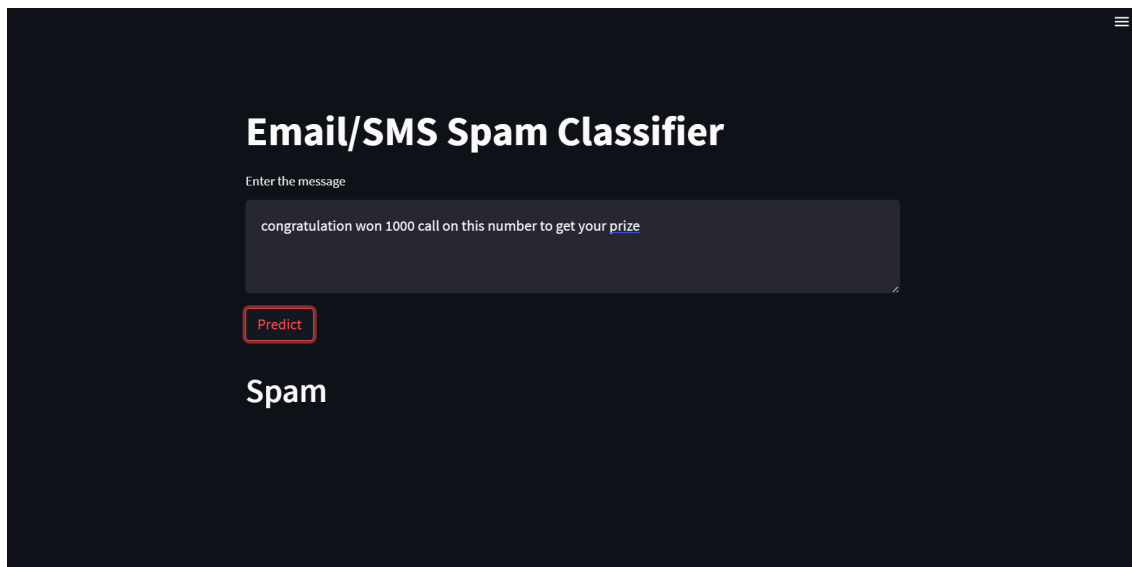 Email/SMS Spam Classifier
Enter the message
congratulation won 1000 call on this number to get your prize
Predict
Spam